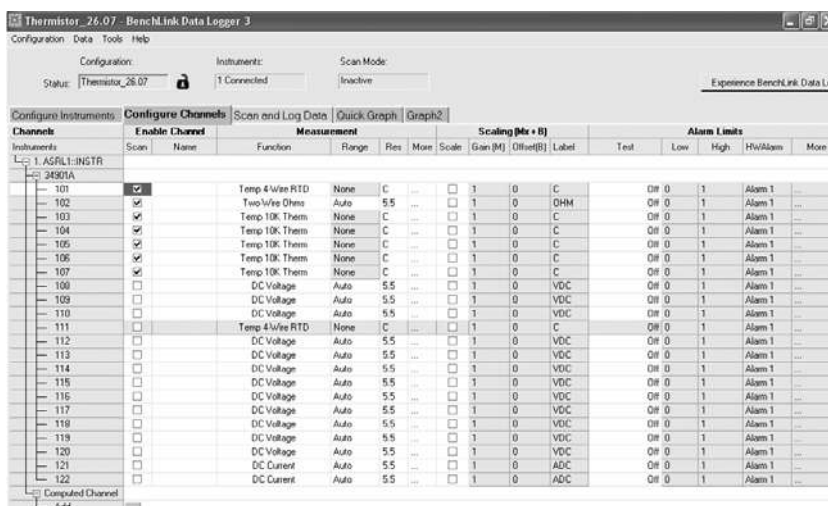 Thermistor_26.07 - BenchLink Data Logger 3
Configuration Data Tools Help
Configuration: Instruments: Scan Mode:
Status: Thermistor_26.07 1 Connected Inactive Experience BenchLink Data Lo
Configure Instruments Configure Channels Scan and Log Data Quick Graph Graph2
Channels Enable Channel Measurement Scaling (Mx + B) Alarm Limits
Instruments Scan Name Function Range Res More Scale Gain (M) Offset(B) Label Test Low High HWAlarm More
1. ASRL1::INSTR
34901A
101 Temp 4-Wire RTD None C ... 1 0 C Off 0 1 Alarm 1 ...
102 Two Wire Ohms Auto 5.5 ... 1 0 OHM Off 0 1 Alarm 1 ...
103 Temp 10K Therm None C ... 1 0 C Off 0 1 Alarm 1 ...
104 Temp 10K Therm None C ... 1 0 C Off 0 1 Alarm 1 ...
105 Temp 10K Therm None C ... 1 0 C Off 0 1 Alarm 1 ...
106 Temp 10K Therm None C ... 1 0 C Off 0 1 Alarm 1 ...
107 Temp 10K Therm None C ... 1 0 C Off 0 1 Alarm 1 ...
108 DC Voltage Auto 5.5 ... 1 0 VDC Off 0 1 Alarm 1 ...
109 DC Voltage Auto 5.5 ... 1 0 VDC Off 0 1 Alarm 1 ...
110 DC Voltage Auto 5.5 ... 1 0 VDC Off 0 1 Alarm 1 ...
111 Temp 4-Wire RTD None C ... 1 0 C Off 0 1 Alarm 1 ...
112 DC Voltage Auto 5.5 ... 1 0 VDC Off 0 1 Alarm 1 ...
113 DC Voltage Auto 5.5 ... 1 0 VDC Off 0 1 Alarm 1 ...
114 DC Voltage Auto 5.5 ... 1 0 VDC Off 0 1 Alarm 1 ...
115 DC Voltage Auto 5.5 ... 1 0 VDC Off 0 1 Alarm 1 ...
116 DC Voltage Auto 5.5 ... 1 0 VDC Off 0 1 Alarm 1 ...
117 DC Voltage Auto 5.5 ... 1 0 VDC Off 0 1 Alarm 1 ...
118 DC Voltage Auto 5.5 ... 1 0 VDC Off 0 1 Alarm 1 ...
119 DC Voltage Auto 5.5 ... 1 0 VDC Off 0 1 Alarm 1 ...
120 DC Voltage Auto 5.5 ... 1 0 VDC Off 0 1 Alarm 1 ...
121 DC Current Auto 5.5 ... 1 0 ADC Off 0 1 Alarm 1 ...
122 DC Current Auto 5.5 ... 1 0 ADC Off 0 1 Alarm 1 ...
Computed Channel